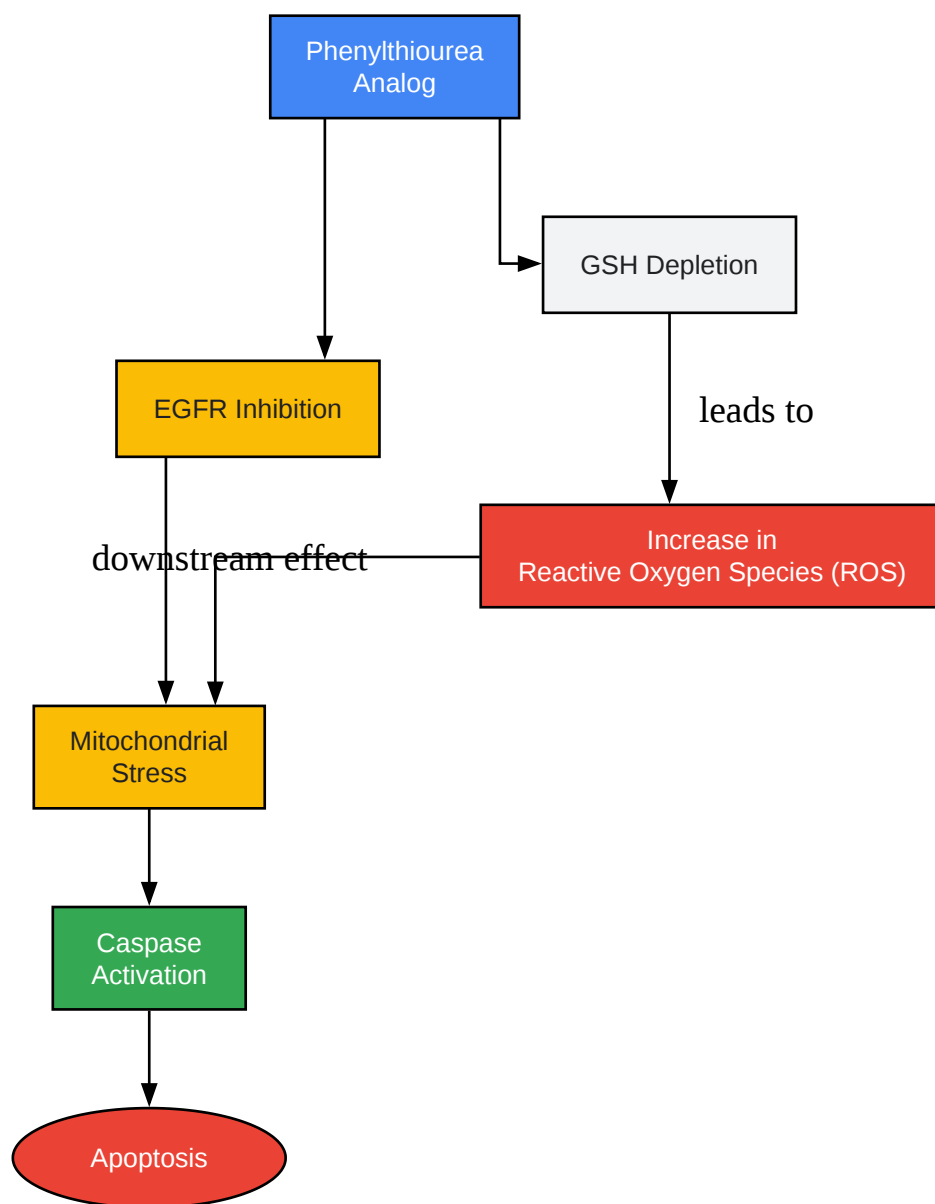 Phenylthiourea
Analog
GSH Depletion
EGFR Inhibition
leads to
Increase in
Reactive Oxygen Species (ROS)
downstream effect
Mitochondrial
Stress
Caspase
Activation
Apoptosis